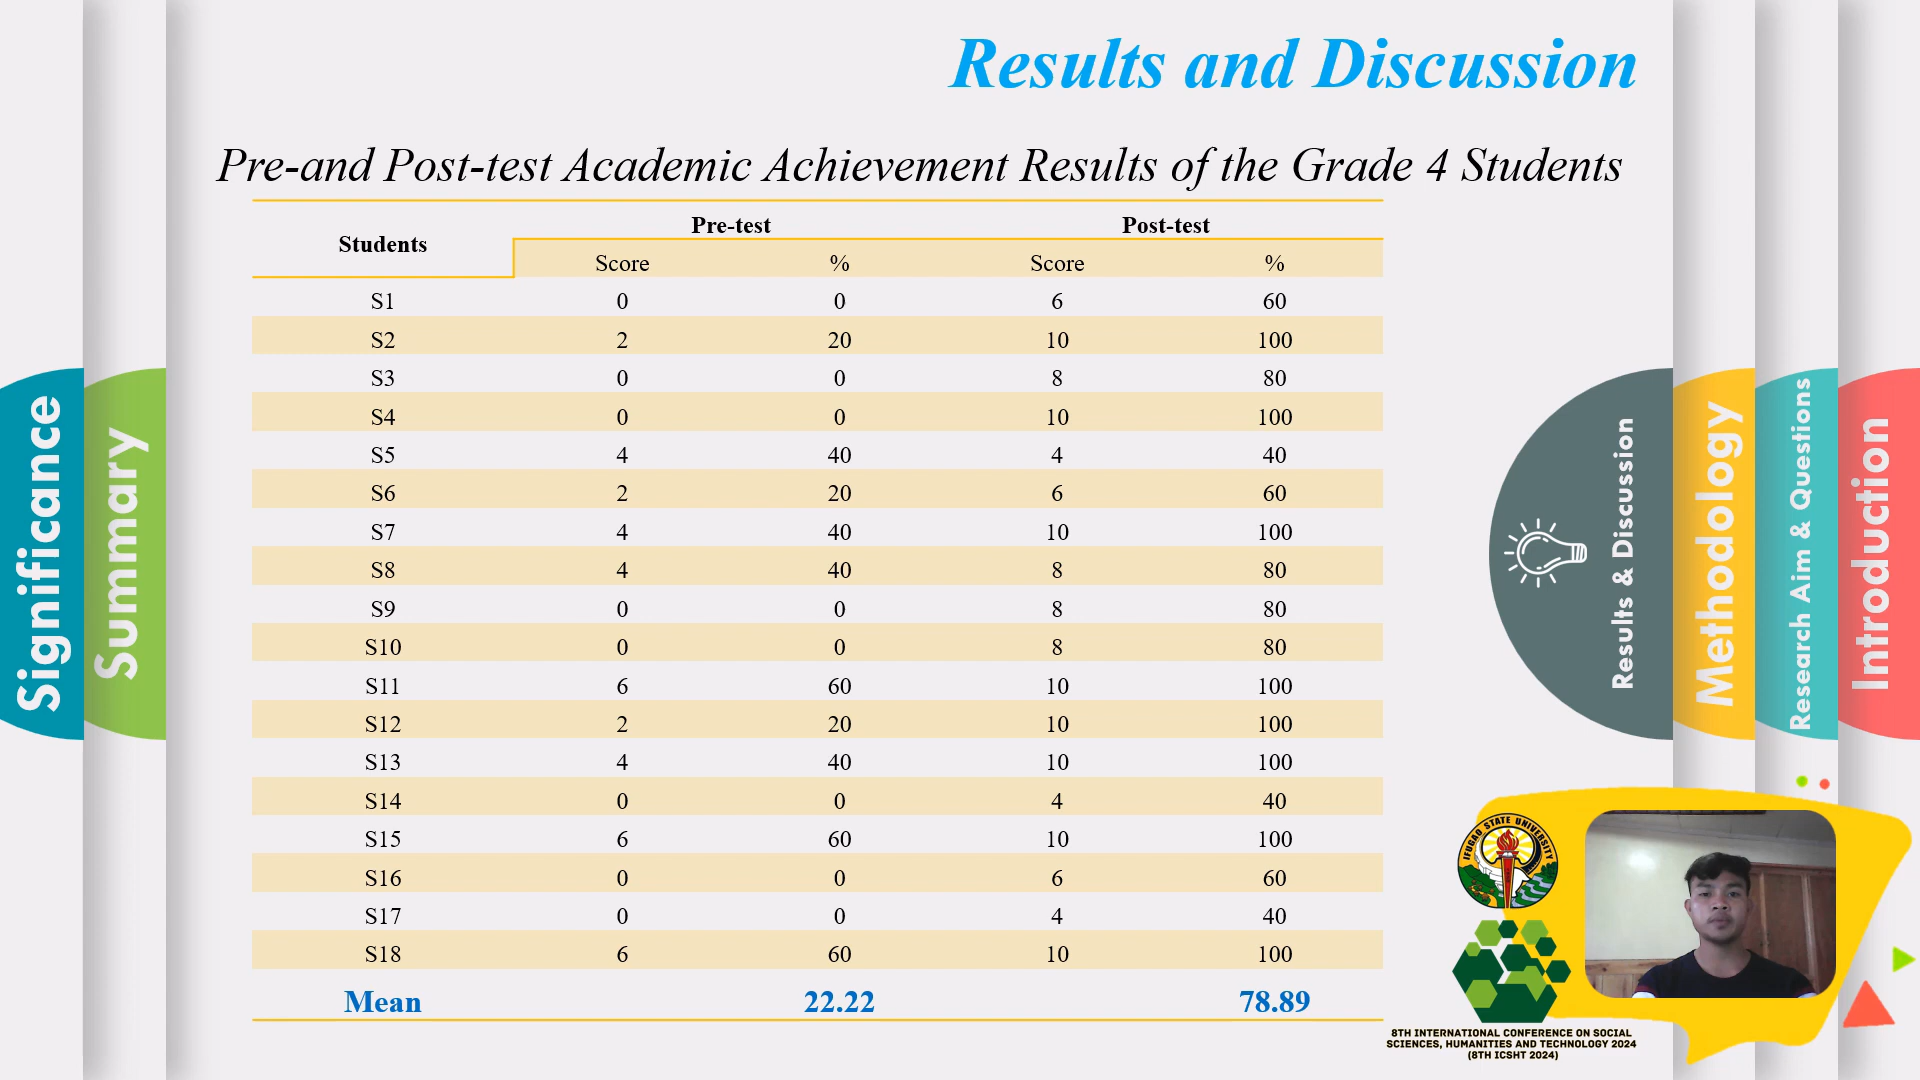 Results and Discussion
Pre-and Post-test Academic Achievement Results of the Grade 4 Students
Students Pre-test Post-test
Score % Score %
S1 0 0 6 60
S2 2 20 10 100
S3 0 0 8 80
S4 0 0 10 100
S5 4 40 4 40
S6 2 20 6 60
S7 4 40 10 100
S8 4 40 8 80
S9 0 0 8 80
S10 0 0 8 80
S11 6 60 10 100
S12 2 20 10 100
S13 4 40 10 100
S14 0 0 4 40
S15 6 60 10 100
S16 0 0 6 60
S17 0 0 4 40
S18 6 60 10 100
Mean 22.22 78.89
Significance
Summary
Results & Discussion
Methodology
Research Aim & Questions
Introduction
IFUGAO STATE UNIVERSITY
8TH INTERNATIONAL CONFERENCE ON SOCIAL
SCIENCES, HUMANITIES AND TECHNOLOGY 2024
(8TH ICSHT 2024)